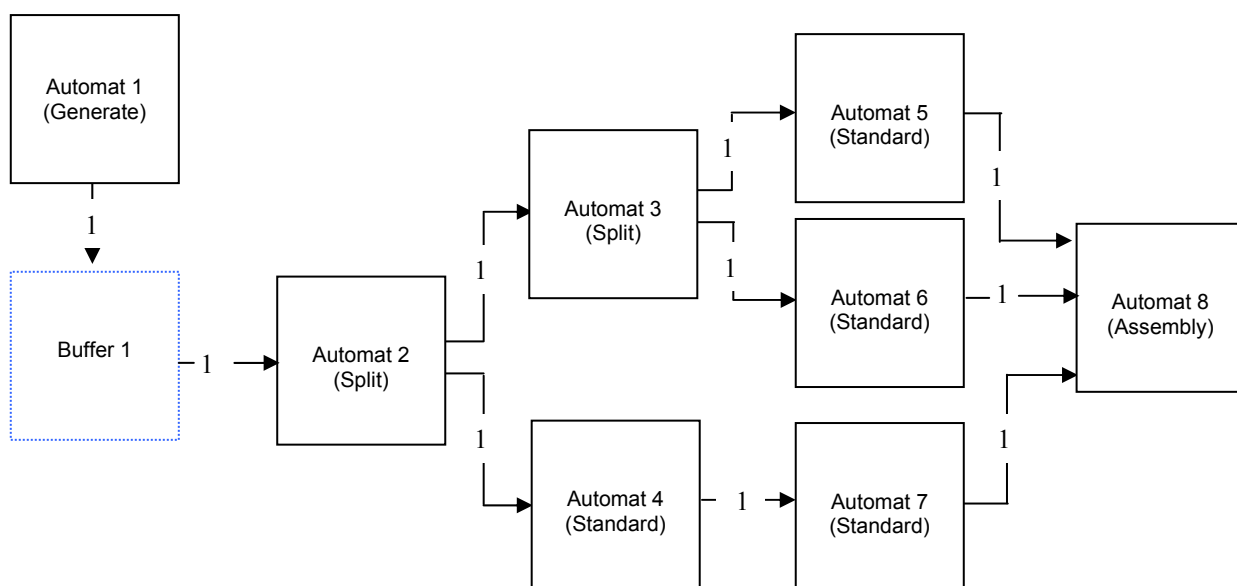 Automat 1
(Generate)
1
Buffer 1
1
Automat 2
(Split)
1
1
Automat 3
(Split)
1
1
Automat 4
(Standard)
1
Automat 5
(Standard)
1
Automat 6
(Standard)
1
Automat 7
(Standard)
1
Automat 8
(Assembly)